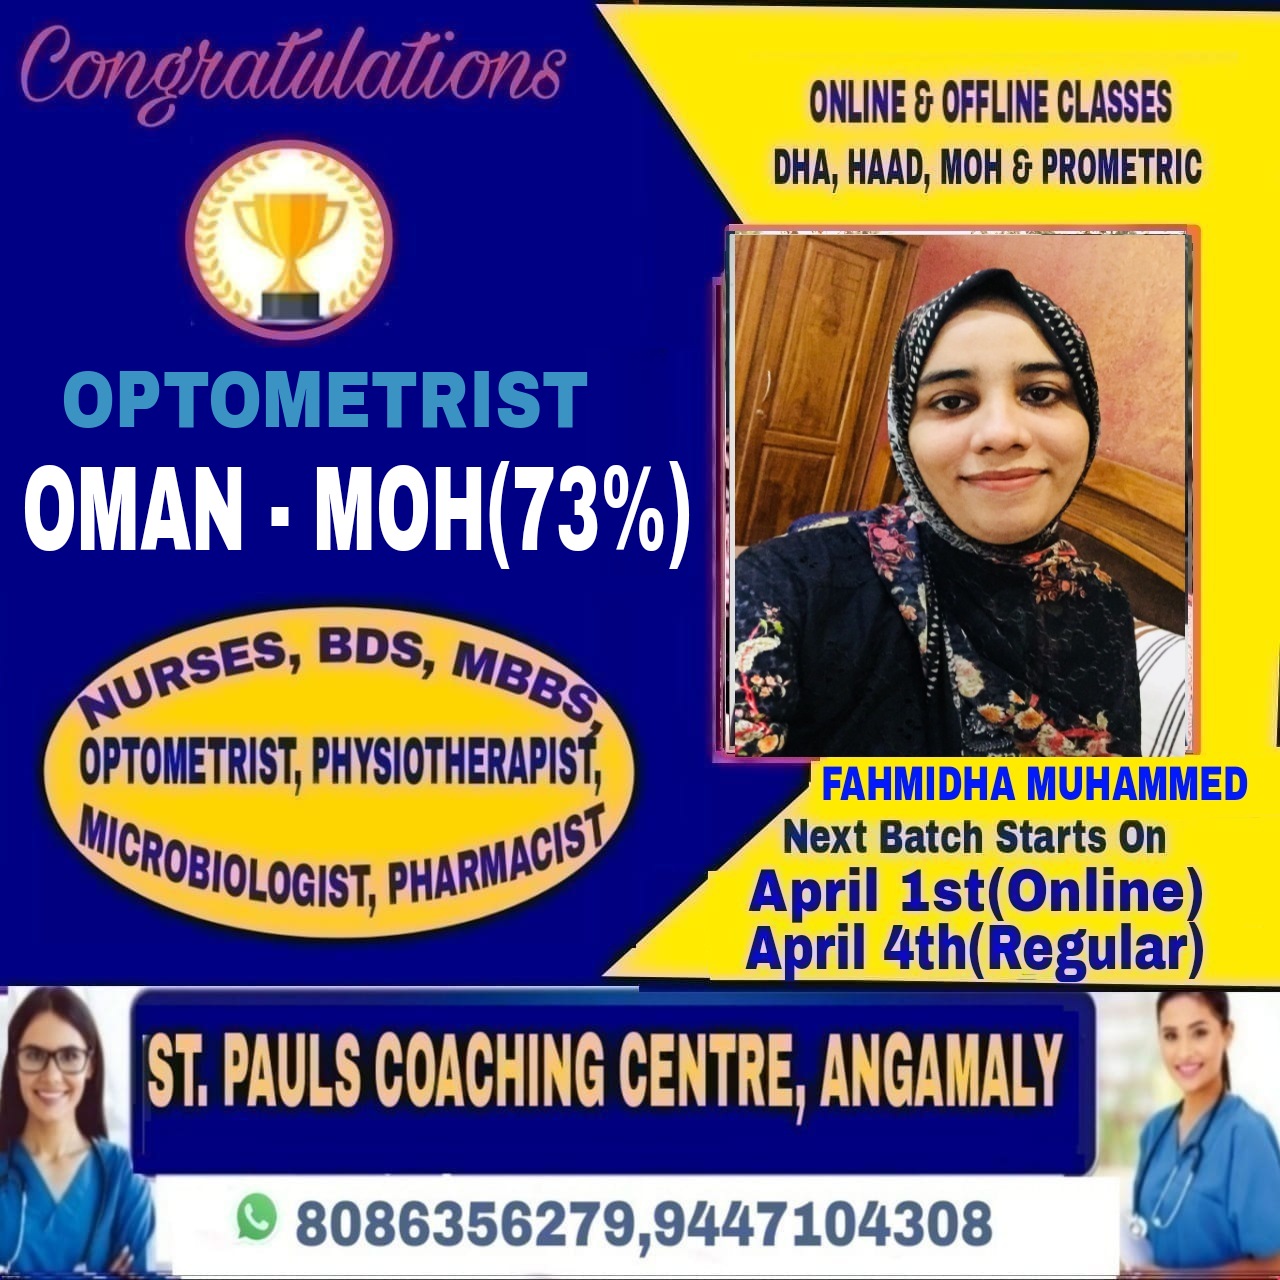 Congratulations
ONLINE & OFFLINE CLASSES
DHA, HAAD, MOH & PROMETRIC
OPTOMETRIST
OMAN - MOH(73%)
NURSES, BDS, MBBS,
OPTOMETRIST, PHYSIOTHERAPIST,
MICROBIOLOGIST, PHARMACIST
FAHMIDHA MUHAMMED
Next Batch Starts On
April 1st(Online)
April 4th(Regular)
ST. PAULS COACHING CENTRE, ANGAMALY
8086356279,9447104308